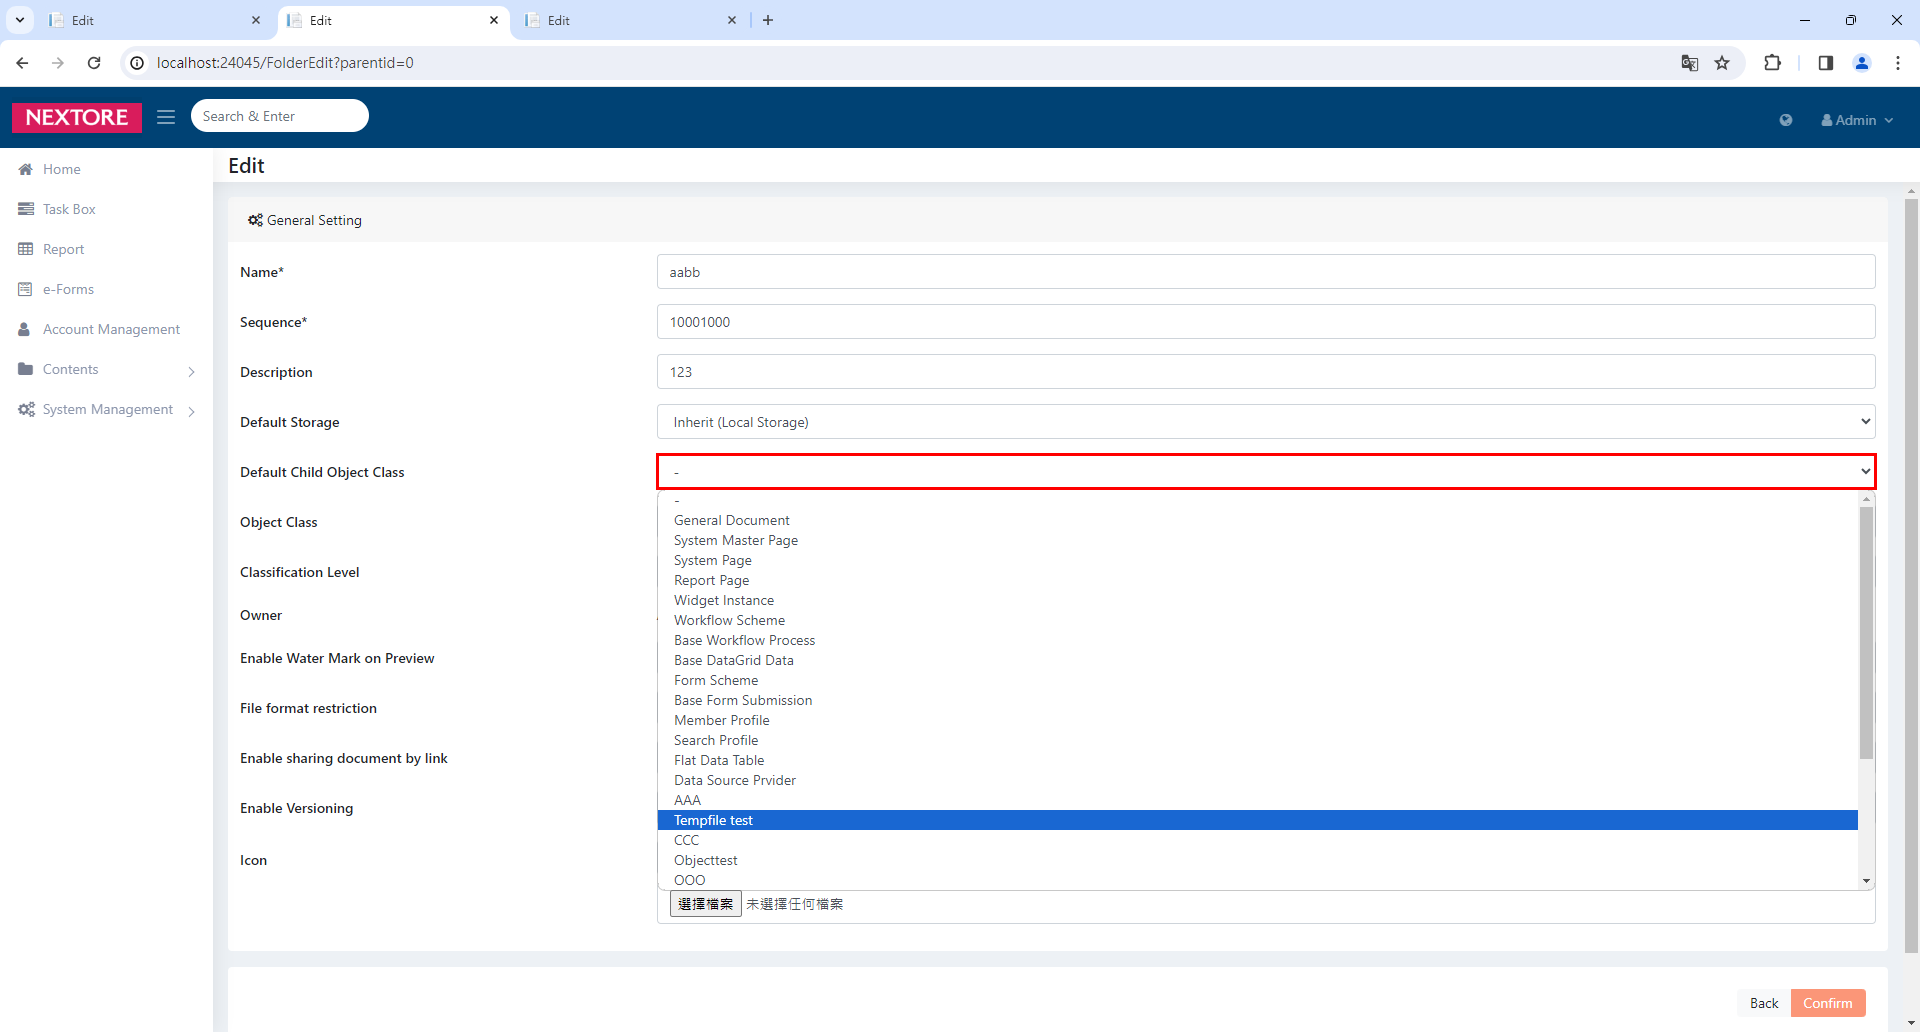 Edit
Edit
Edit
localhost:24045/FolderEdit?parentid=0
NEXTORE
Search & Enter
Admin
Home
Task Box
Report
e-Forms
Account Management
Contents
System Management
Edit
General Setting
Name*
aabb
Sequence*
10001000
Description
123
Default Storage
Inherit (Local Storage)
Default Child Object Class
-
-
General Document
System Master Page
System Page
Report Page
Widget Instance
Workflow Scheme
Base Workflow Process
Base DataGrid Data
Form Scheme
Base Form Submission
Member Profile
Search Profile
Flat Data Table
Data Source Prvider
AAA
Tempfile test
CCC
Objecttest
OOO
Object Class
Classification Level
Owner
Enable Water Mark on Preview
File format restriction
Enable sharing document by link
Enable Versioning
Icon
選擇檔案 未選擇任何檔案
Back
Confirm